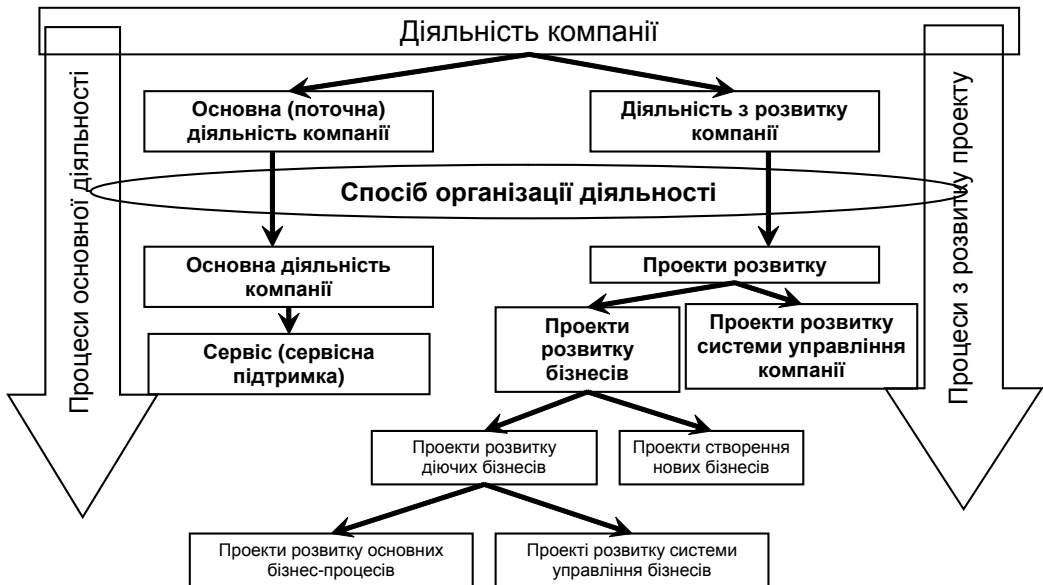 Діяльність компанії
Процеси основної діяльності
Основна (поточна)
діяльність компанії
Діяльність з розвитку
компанії
Процеси з розвитку проекту
Спосіб організації діяльності
Основна діяльність
компанії
Проекти розвитку
Сервіс (сервісна
підтримка)
Проекти
розвитку
бізнесів
Проекти розвитку
системи управління
компанії
Проекти розвитку
діючих бізнесів
Проекти створення
нових бізнесів
Проекти розвитку основних
бізнес-процесів
Проекті розвитку системи
управління бізнесів